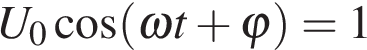 U₀ cos(ωt + φ) = 1